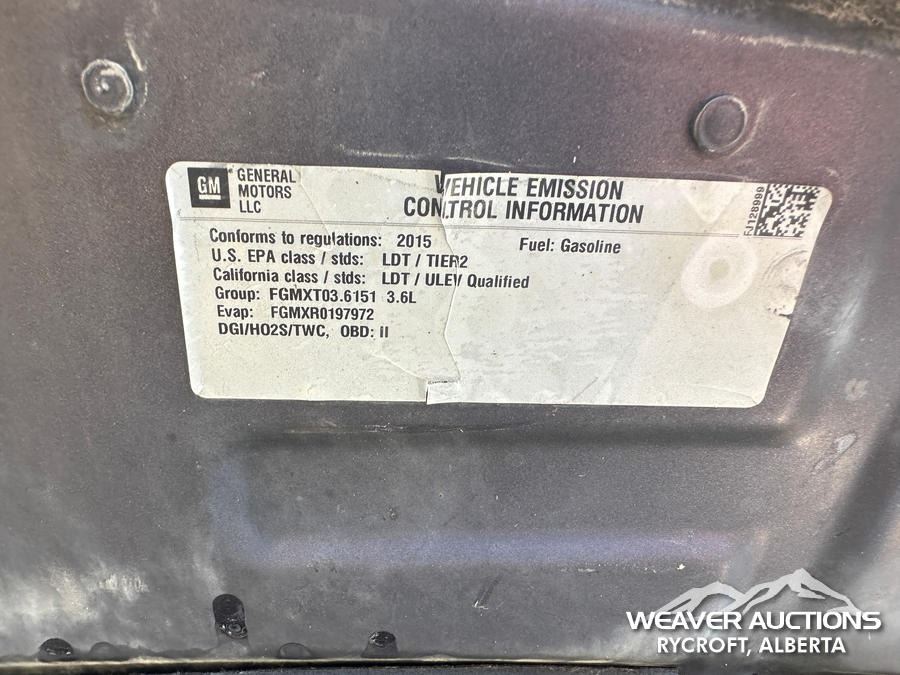 GM
GENERAL
MOTORS
LLC
VEHICLE EMISSION
CONTROL INFORMATION
FJ128999
Conforms to regulations: 2015 Fuel: Gasoline
U.S. EPA class / stds: LDT / TIER2
California class / stds: LDT / ULEV Qualified
Group: FGMXT03.6151 3.6L
Evap: FGMXR0197972
DGI/HO2S/TWC, OBD: II
WEAVER AUCTIONS
RYCROFT, ALBERTA